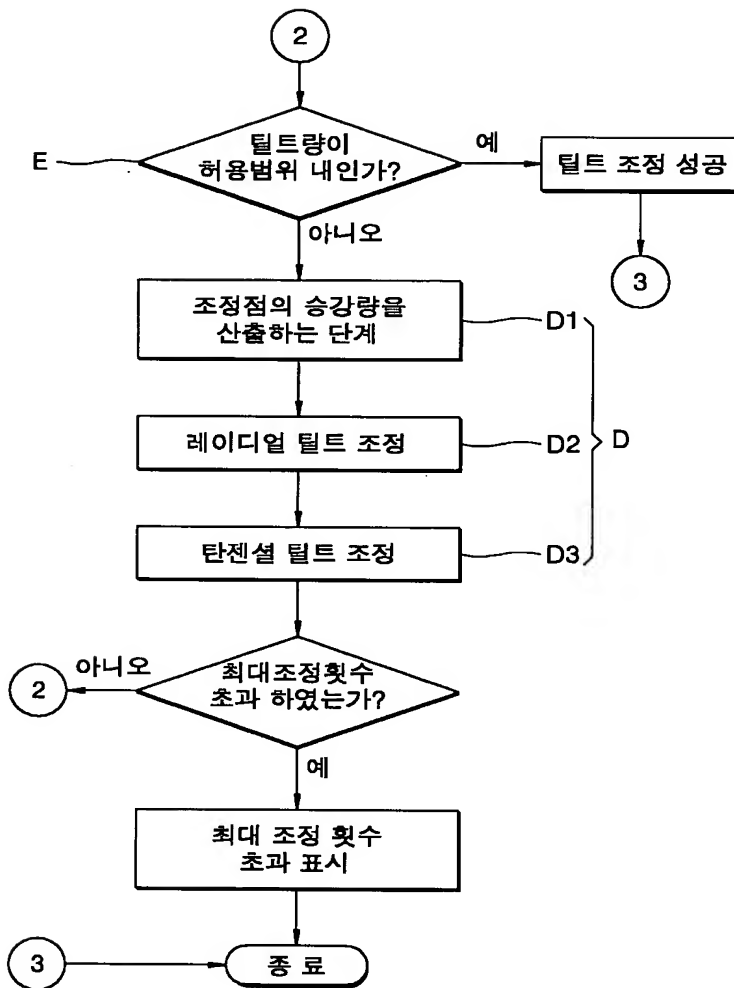 2
틸트량이
허용범위 내인가?
E
예
틸트 조정 성공
아니오
3
조정점의 승강량을
산출하는 단계
D1
레이디얼 틸트 조정
D2
D
탄젠셜 틸트 조정
D3
아니오
2
최대조정횟수
초과 하였는가?
예
최대 조정 횟수
초과 표시
3
종 료